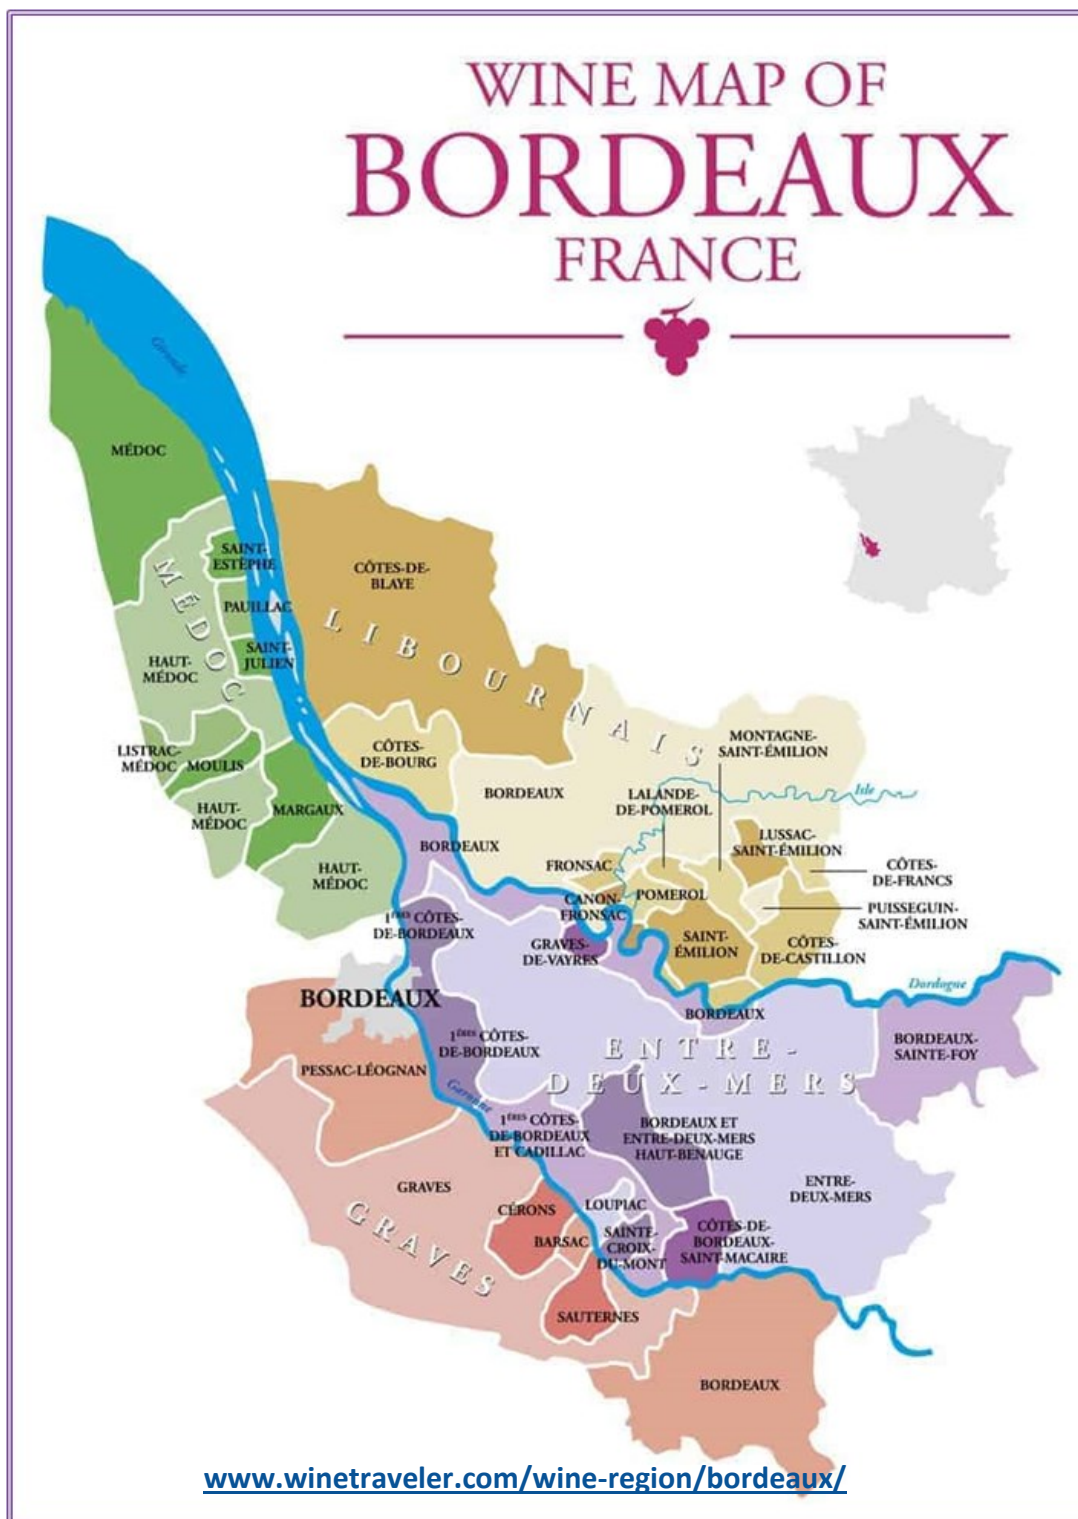 WINE MAP OF
BORDEAUX
FRANCE
Gironde
MÉDOC
SAINT-
ESTÈPHE
CÔTES-DE-
BLAYE
MÉDOC
PAUILLAC
LIBOURNAIS
SAINT-
JULIEN
HAUT-
MÉDOC
MONTAGNE-
SAINT-ÉMILION
CÔTES-
DE-BOURG
LISTRAC-
MÉDOC
MOULIS
BORDEAUX
LALANDE-
DE-POMEROL
Isle
HAUT-
MÉDOC
MARGAUX
BORDEAUX
LUSSAC-
SAINT-ÉMILION
HAUT-
MÉDOC
FRONSAC
CÔTES-
DE-FRANCS
POMEROL
CANON-
FRONSAC
PUISSEGUIN-
SAINT-ÉMILION
1ÈRES CÔTES-
DE-BORDEAUX
GRAVES-
DE-VAYRES
SAINT-
ÉMILION
CÔTES-
DE-CASTILLON
Dordogne
BORDEAUX
BORDEAUX
1ÈRES CÔTES-
DE-BORDEAUX
ENTRE-
DEUX-MERS
BORDEAUX-
SAINTE-FOY
PESSAC-LÉOGNAN
Garonne
1ÈRES CÔTES-
DE-BORDEAUX
ET CADILLAC
BORDEAUX ET
ENTRE-DEUX-MERS
HAUT-BENAUGE
GRAVES
ENTRE-
DEUX-MERS
GRAVES
CÉRONS
LOUPIAC
BARSAC
SAINTE-
CROIX-
DU-MONT
CÔTES-DE-
BORDEAUX-
SAINT-MACAIRE
SAUTERNES
BORDEAUX
www.winetraveler.com/wine-region/bordeaux/